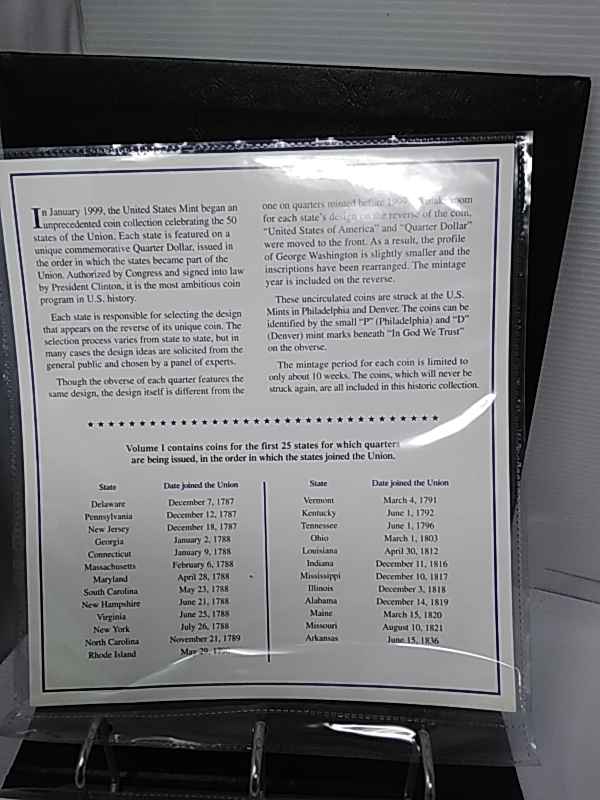 In January 1999, the United States Mint began an
unprecedented coin collection celebrating the 50
states of the Union. Each state is featured on a
unique commemorative Quarter Dollar, issued in
the order in which the states became part of the
Union. Authorized by Congress and signed into law
by President Clinton, it is the most ambitious coin
program in U.S. history.
Each state is responsible for selecting the design
that appears on the reverse of its unique coin. The
selection process varies from state to state, but in
many cases the design ideas are solicited from the
general public and chosen by a panel of experts.
Though the obverse of each quarter features the
same design, the design itself is different from the
one on quarters minted before 1999. To make room
for each state's design on the reverse of the coin,
"United States of America" and "Quarter Dollar"
were moved to the front. As a result, the profile
of George Washington is slightly smaller and the
inscriptions have been rearranged. The mintage
year is included on the reverse.
These uncirculated coins are struck at the U.S.
Mints in Philadelphia and Denver. The coins can be
identified by the small "P" (Philadelphia) and "D"
(Denver) mint marks beneath "In God We Trust"
on the obverse.
The mintage period for each coin is limited to
only about 10 weeks. The coins, which will never be
struck again, are all included in this historic collection.
Volume I contains coins for the first 25 states for which quarters
are being issued, in the order in which the states joined the Union.
State Date joined the Union
Delaware December 7, 1787
Pennsylvania December 12, 1787
New Jersey December 18, 1787
Georgia January 2, 1788
Connecticut January 9, 1788
Massachusetts February 6, 1788
Maryland April 28, 1788
South Carolina May 23, 1788
New Hampshire June 21, 1788
Virginia June 25, 1788
New York July 26, 1788
North Carolina November 21, 1789
Rhode Island May 29,
State Date joined the Union
Vermont March 4, 1791
Kentucky June 1, 1792
Tennessee June 1, 1796
Ohio March 1, 1803
Louisiana April 30, 1812
Indiana December 11, 1816
Mississippi December 10, 1817
Illinois December 3, 1818
Alabama December 14, 1819
Maine March 15, 1820
Missouri August 10, 1821
Arkansas June 15, 1836